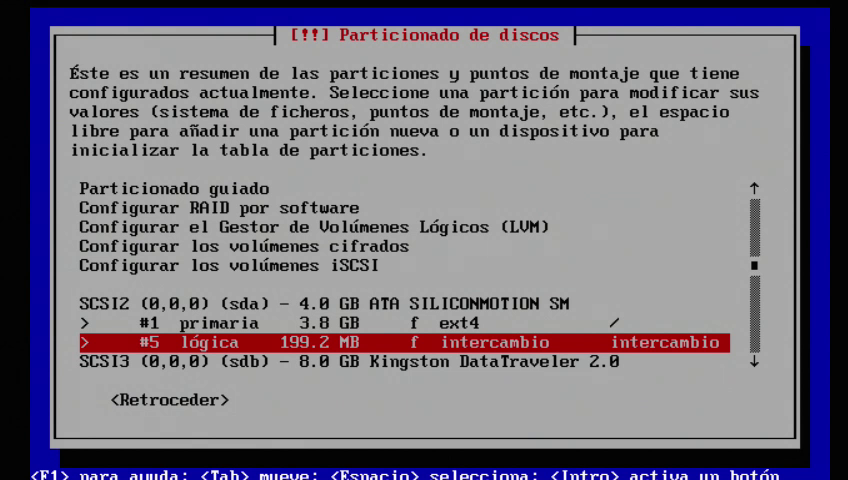 [!!] Particionado de discos
Éste es un resumen de las particiones y puntos de montaje que tiene
configurados actualmente. Seleccione una partición para modificar sus
valores (sistema de ficheros, puntos de montaje, etc.), el espacio
libre para añadir una partición nueva o un dispositivo para
inicializar la tabla de particiones.
Particionado guiado
Configurar RAID por software
Configurar el Gestor de Volúmenes Lógicos (LVM)
Configurar los volúmenes cifrados
Configurar los volúmenes iSCSI
SCSI2 (0,0,0) (sda) – 4.0 GB ATA SILICONMOTION SM
> #1 primaria 3.8 GB f ext4 /
> #5 lógica 199.2 MB f intercambio intercambio
SCSI3 (0,0,0) (sdb) – 8.0 GB Kingston DataTraveler 2.0
<Retroceder>
<F1> para ayuda; <Tab> mueve; <Espacio> selecciona; <Intro> activa un botón